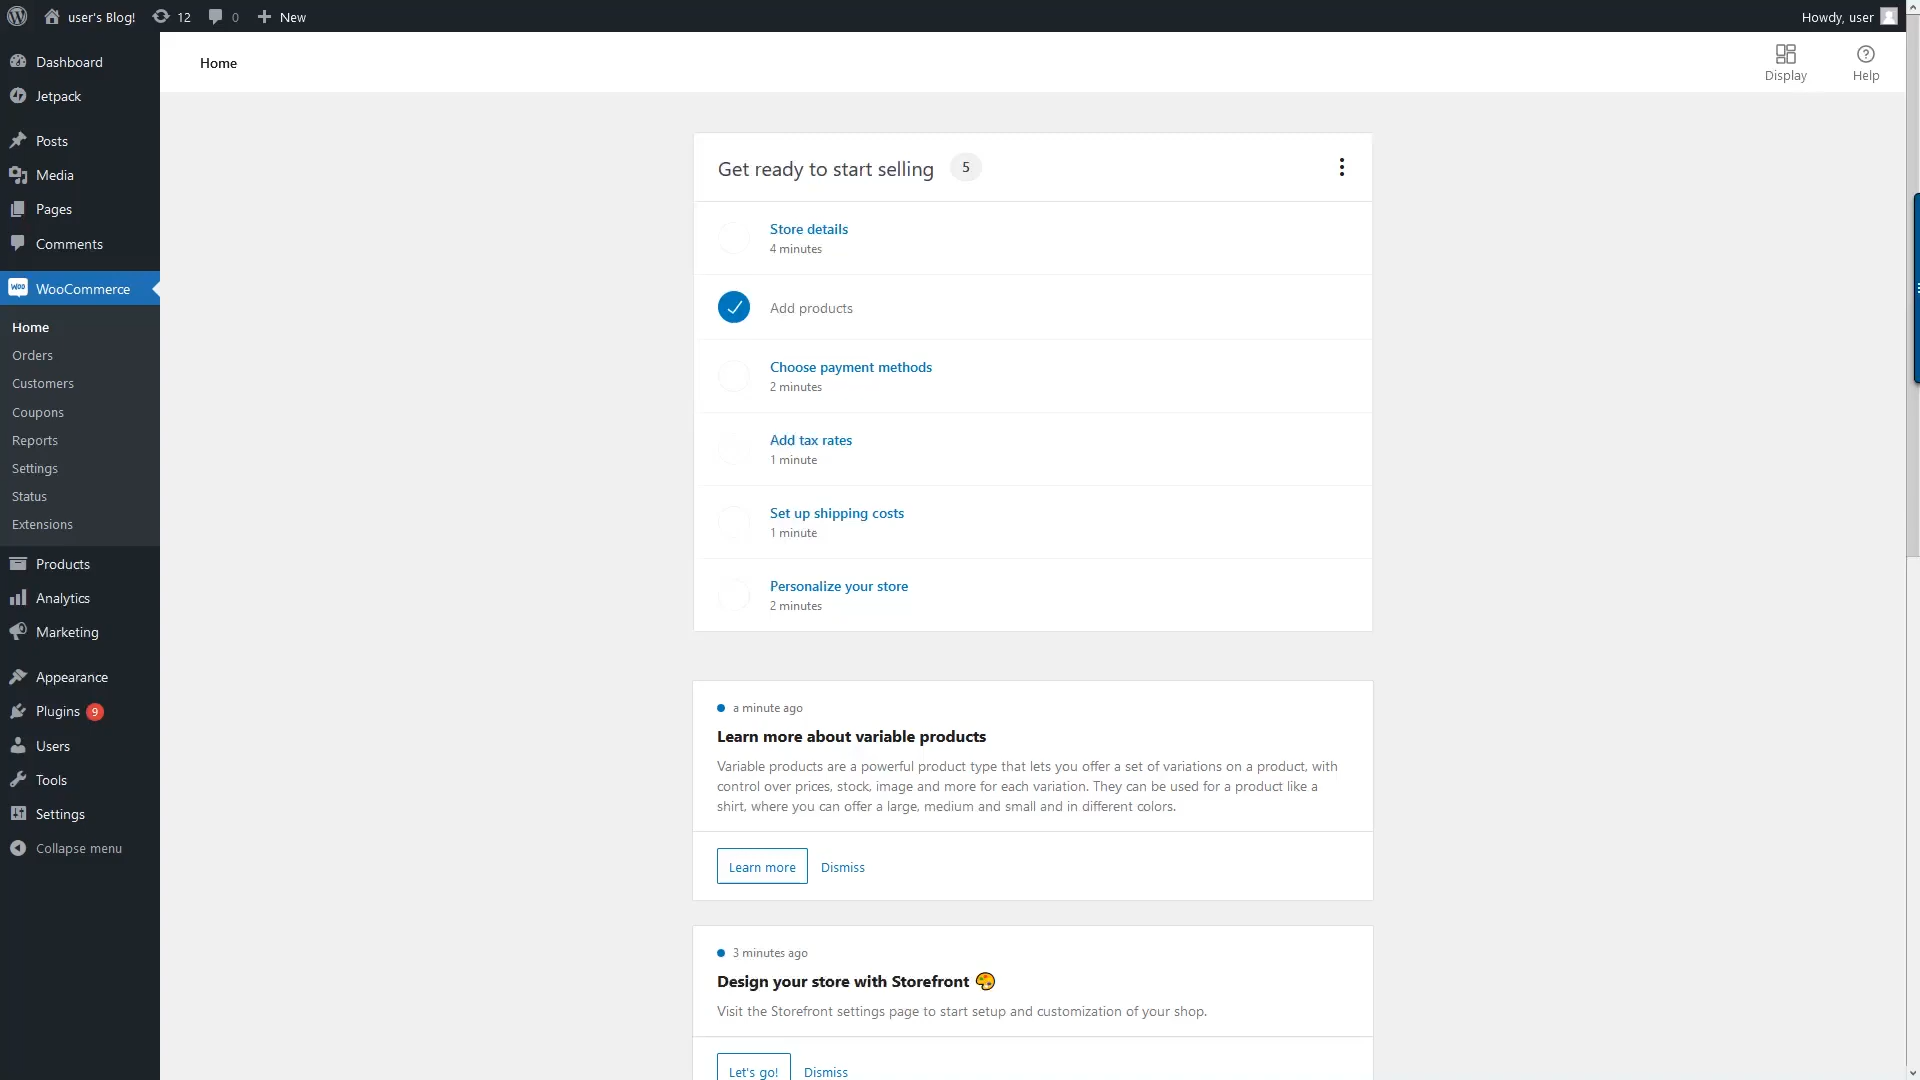 user's Blog!
12
0
New
Howdy, user
Dashboard
Jetpack
Posts
Media
Pages
Comments
WooCommerce
Home
Orders
Customers
Coupons
Reports
Settings
Status
Extensions
Products
Analytics
Marketing
Appearance
Plugins 9
Users
Tools
Settings
Collapse menu
Home
Display
Help
Get ready to start selling 5
Store details
4 minutes
Add products
Choose payment methods
2 minutes
Add tax rates
1 minute
Set up shipping costs
1 minute
Personalize your store
2 minutes
a minute ago
Learn more about variable products
Variable products are a powerful product type that lets you offer a set of variations on a product, with
control over prices, stock, image and more for each variation. They can be used for a product like a
shirt, where you can offer a large, medium and small and in different colors.
Learn more
Dismiss
3 minutes ago
Design your store with Storefront 🎨
Visit the Storefront settings page to start setup and customization of your shop.
Let's go!
Dismiss